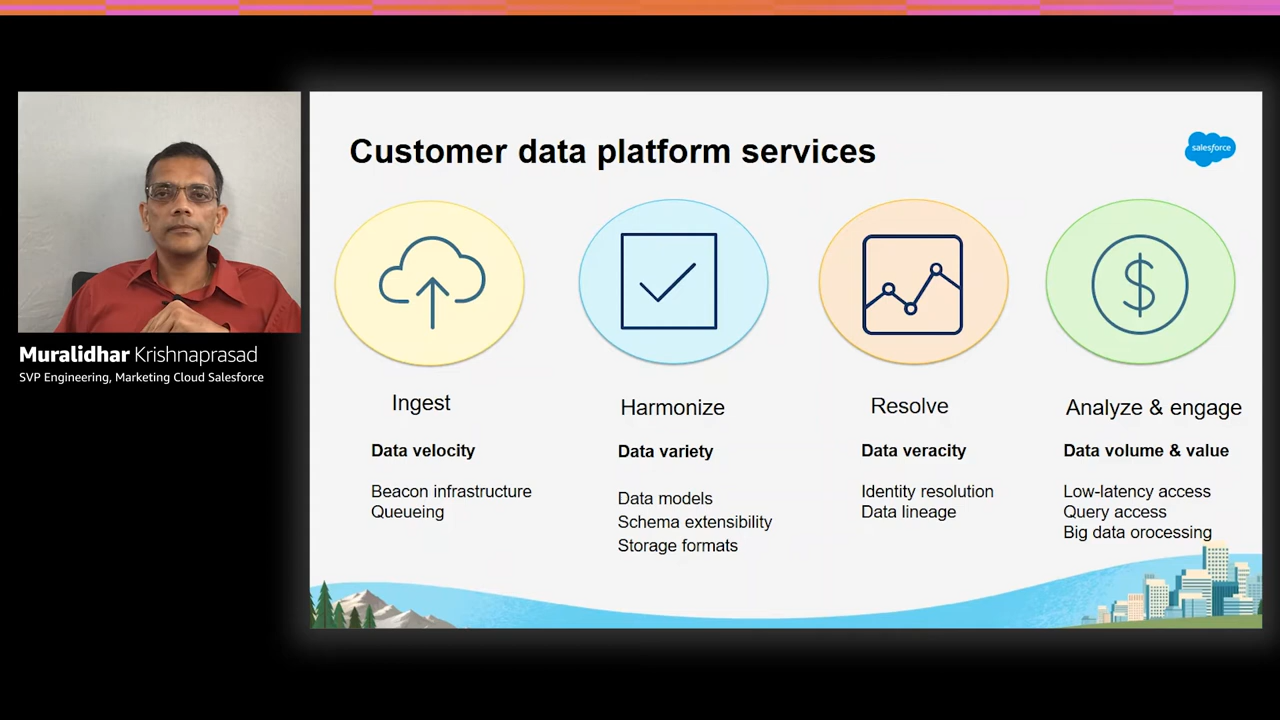 Customer data platform services
salesforce
Muralidhar Krishnaprasad
SVP Engineering, Marketing Cloud Salesforce
Ingest
Data velocity
Beacon infrastructure
Queueing
Harmonize
Data variety
Data models
Schema extensibility
Storage formats
Resolve
Data veracity
Identity resolution
Data lineage
Analyze & engage
Data volume & value
Low-latency access
Query access
Big data orocessing